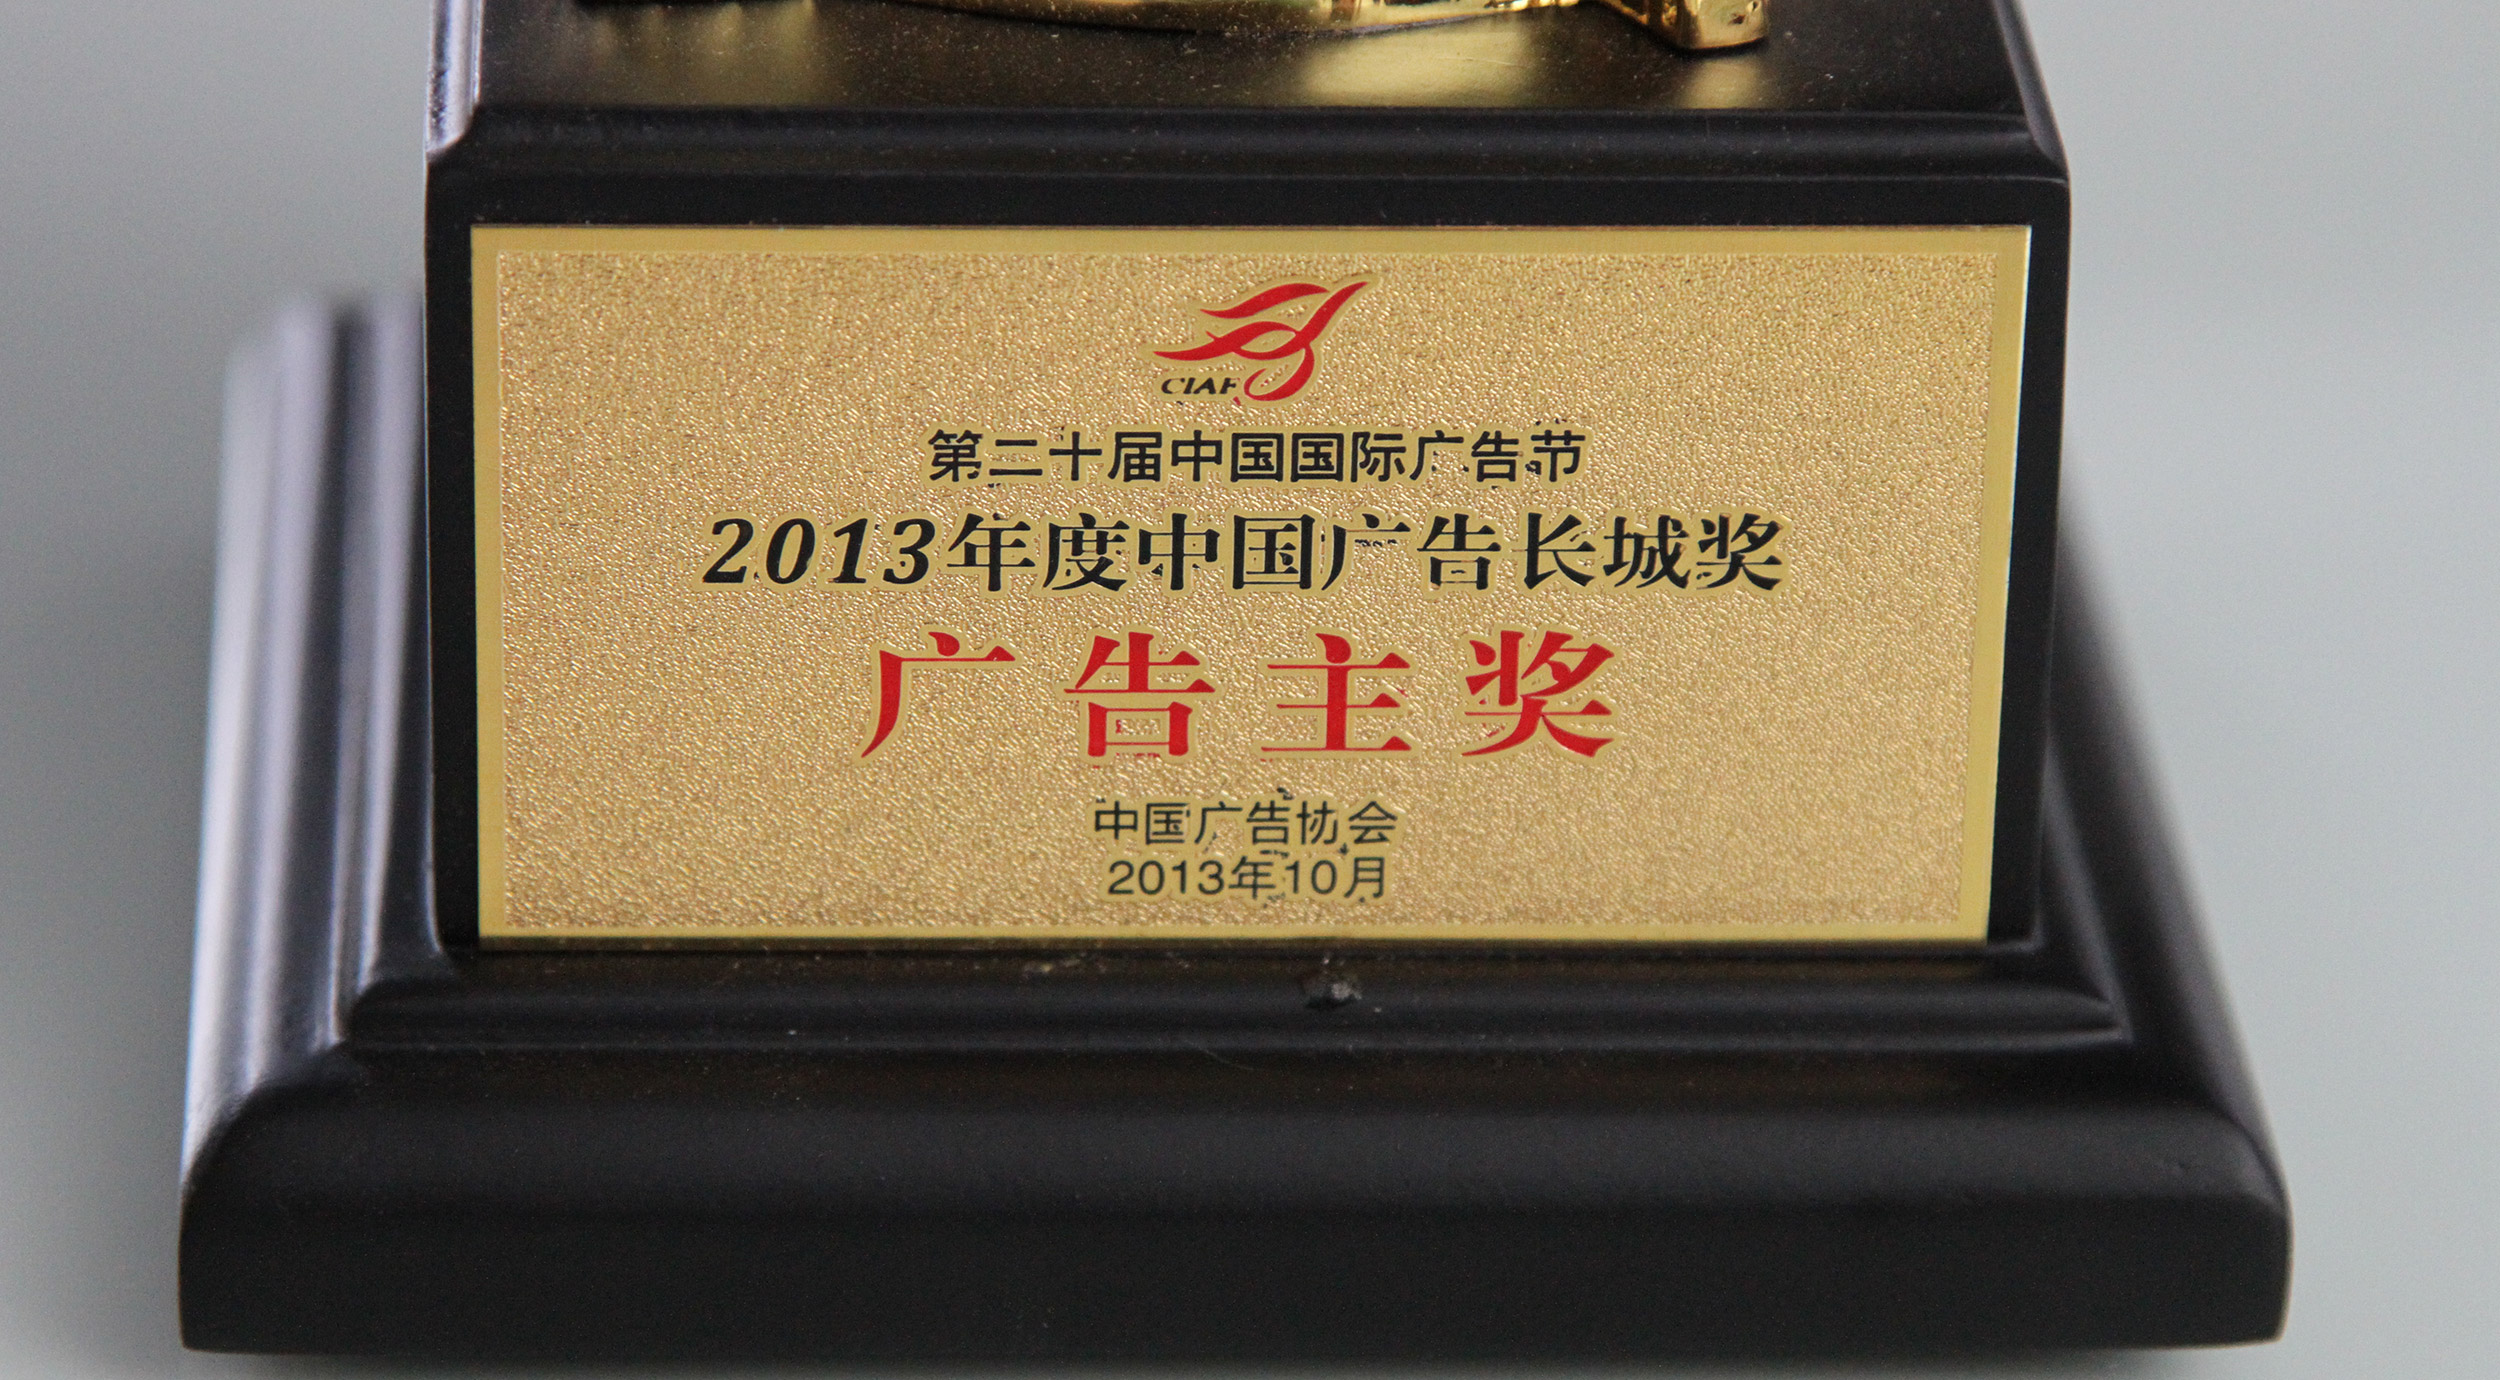 CIAF
第二十届中国国际广告节
2013年度中国广告长城奖
广告主奖
中国广告协会
2013年10月